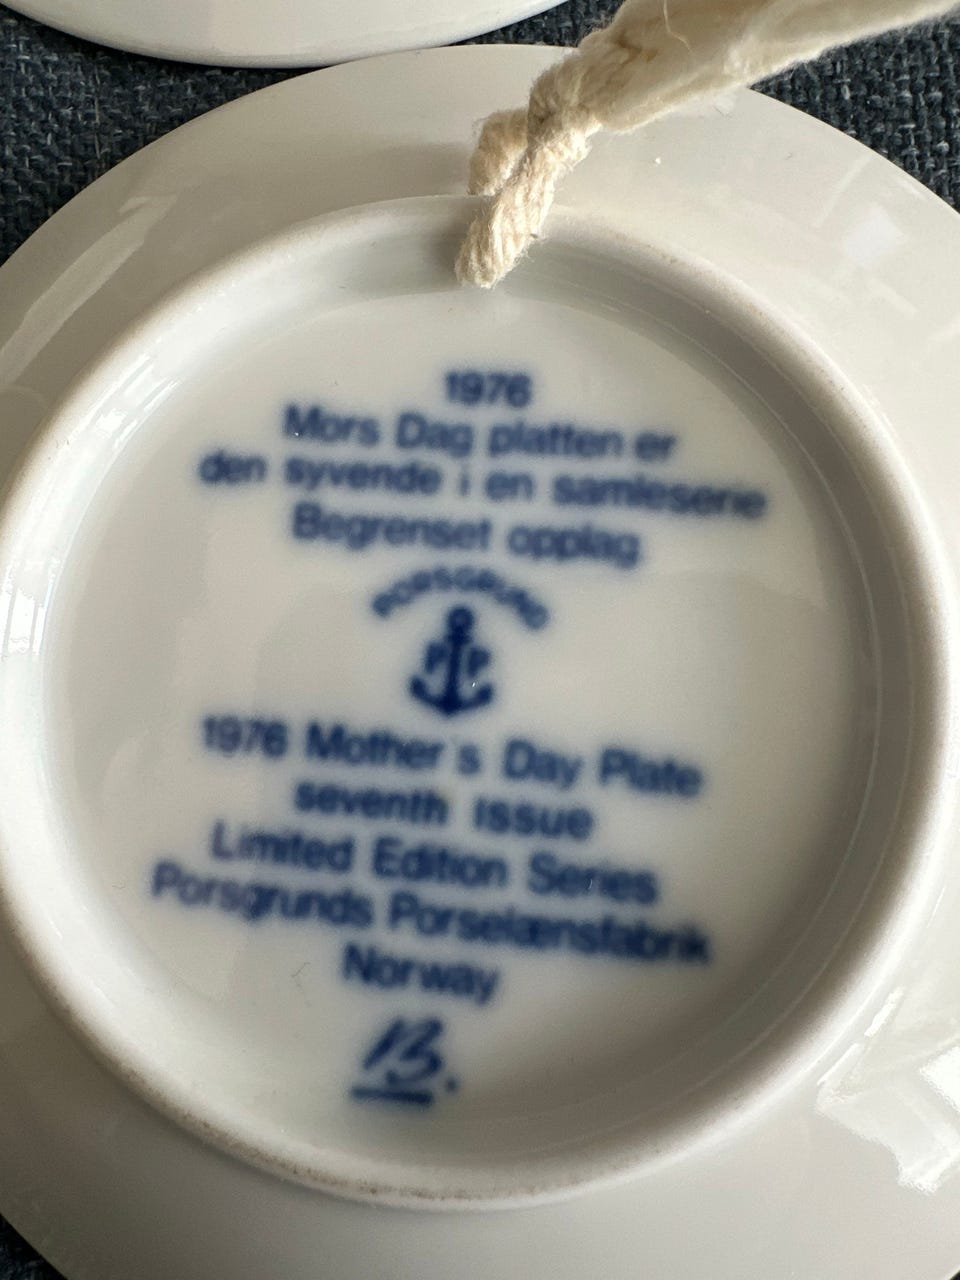 1976
Mors Dag platten er
den syvende i en samleserie
Begrenset opplag
PORSGRUND
P P
1976 Mother's Day Plate
seventh issue
Limited Edition Series
Porsgrunds Porselænsfabrik
Norway
B.